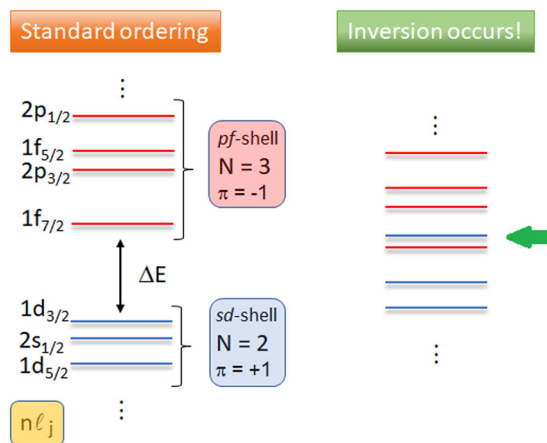 Standard ordering
Inversion occurs!
⋮
2p1/2
1f5/2
2p3/2
1f7/2
pf-shell
N = 3
π = -1
ΔE
1d3/2
2s1/2
1d5/2
sd-shell
N = 2
π = +1
⋮
nℓj
⋮
⋮